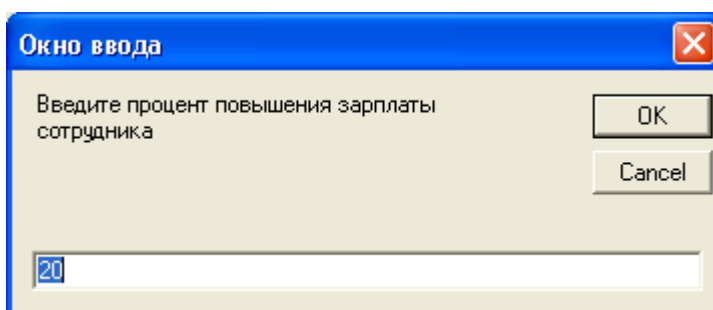 Окно ввода
Введите процент повышения зарплаты
сотрудника
OK
Cancel
20